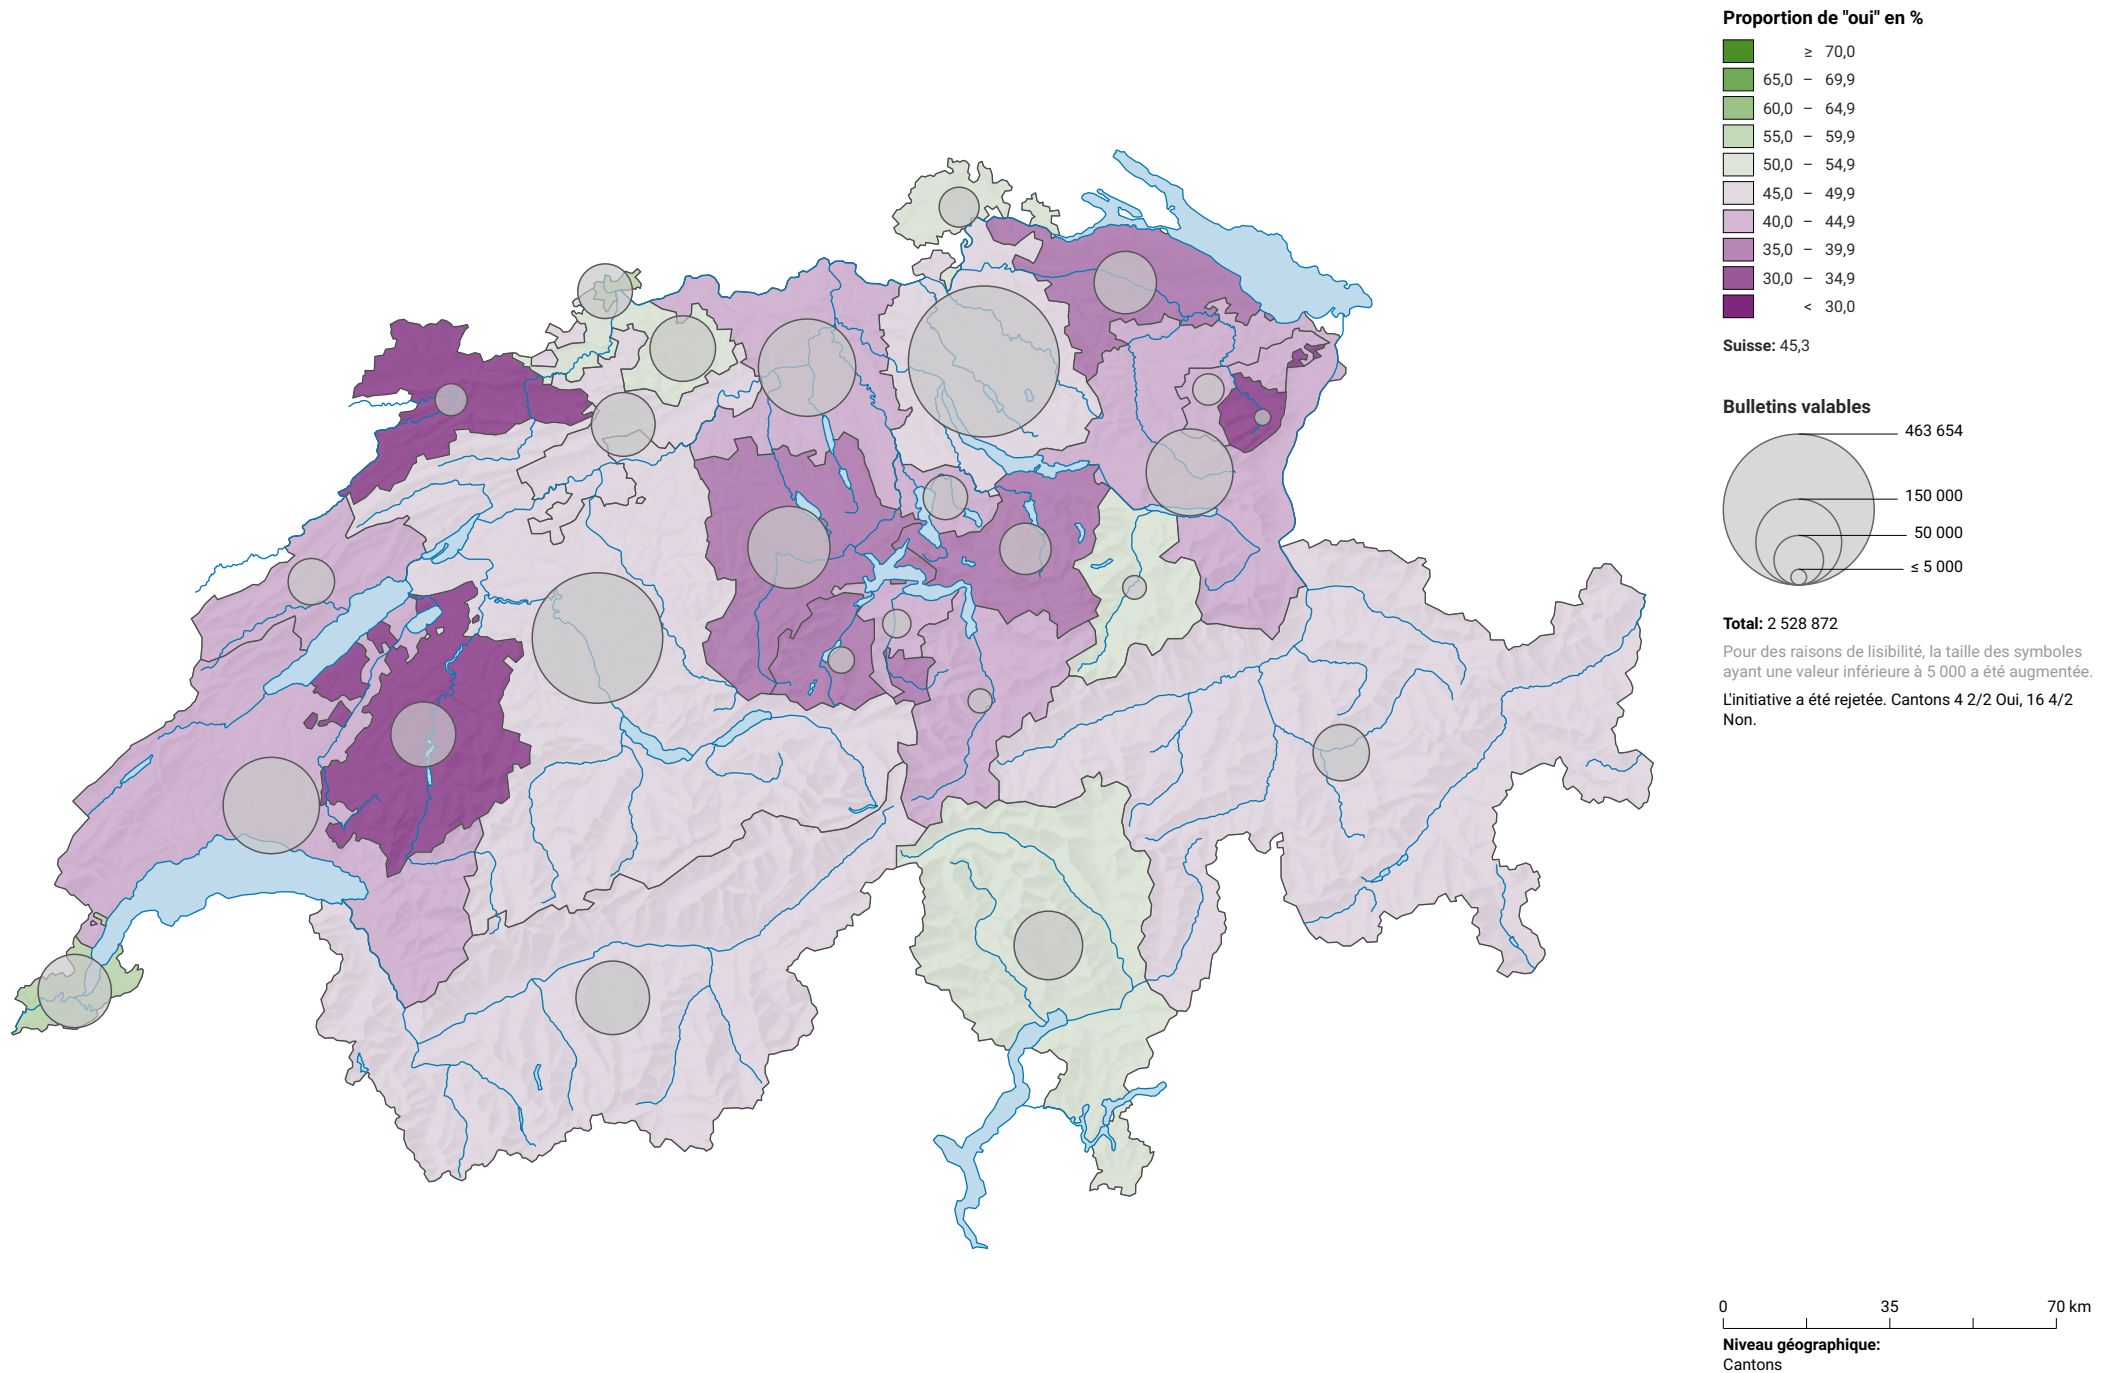 Proportion de "oui" en %
≥ 70,0
65,0 – 69,9
60,0 – 64,9
55,0 – 59,9
50,0 – 54,9
45,0 – 49,9
40,0 – 44,9
35,0 – 39,9
30,0 – 34,9
< 30,0
Suisse: 45,3
Bulletins valables
463 654
150 000
50 000
≤ 5 000
Total: 2 528 872
Pour des raisons de lisibilité, la taille des symboles
ayant une valeur inférieure à 5 000 a été augmentée.
L'initiative a été rejetée. Cantons 4 2/2 Oui, 16 4/2
Non.
0 35 70 km
Niveau géographique:
Cantons